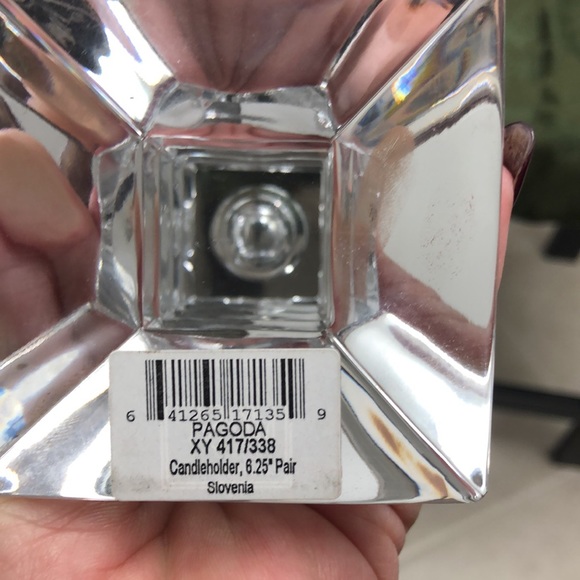 6 41265 17135 9
PAGODA
XY 417/338
Candleholder, 6.25" Pair
Slovenia